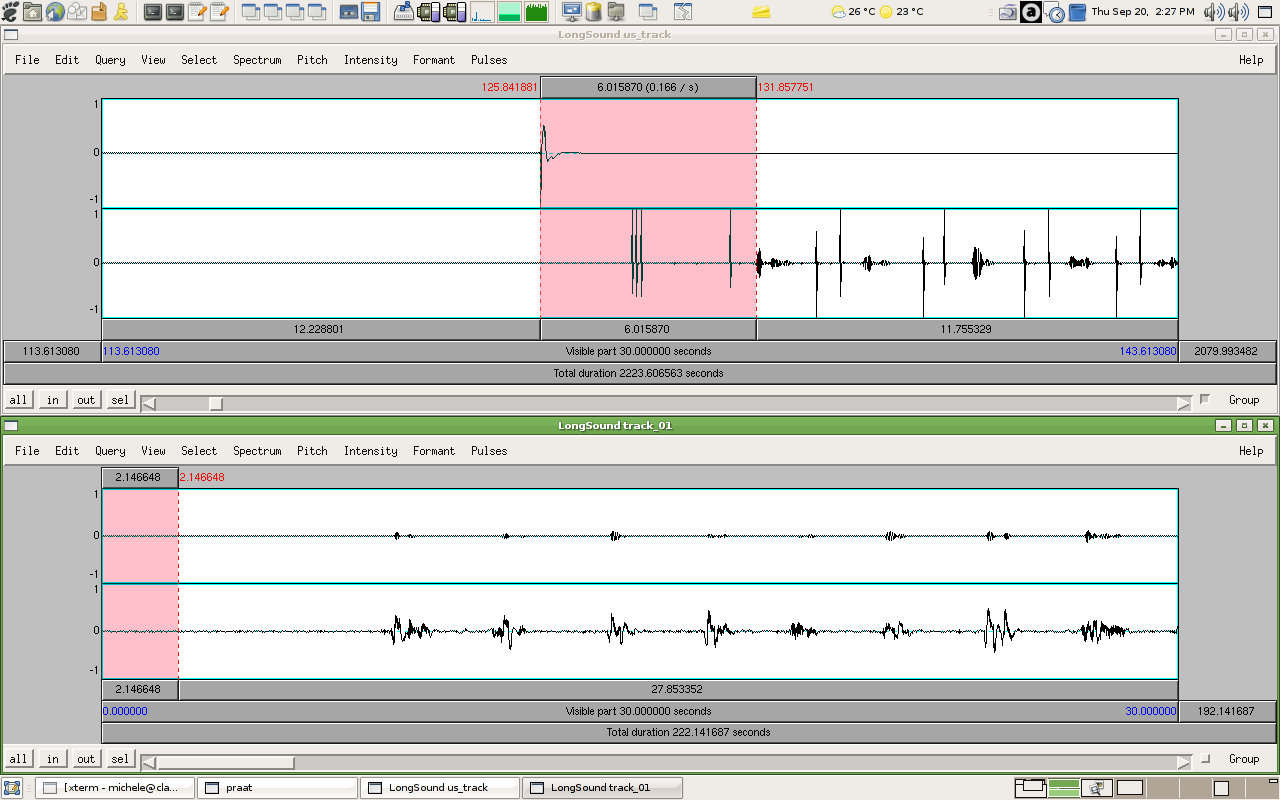 26 °C 23 °C a Thu Sep 20, 2:27 PM
LongSound us_track
File Edit Query View Select Spectrum Pitch Intensity Formant Pulses Help
125.841881 6.015870 (0.166 / s) 131.857751
1
0
-1
1
0
-1
12.228801 6.015870 11.755329
113.613080 113.613080 Visible part 30.000000 seconds 143.613080 2079.993482
Total duration 2223.606563 seconds
all in out sel Group
LongSound track_01
File Edit Query View Select Spectrum Pitch Intensity Formant Pulses Help
2.146648 2.146648
1
0
-1
1
0
-1
2.146648 27.853352
0.000000 Visible part 30.000000 seconds 30.000000 192.141687
Total duration 222.141687 seconds
all in out sel Group
[xterm - michele@cla... praat LongSound us_track LongSound track_01